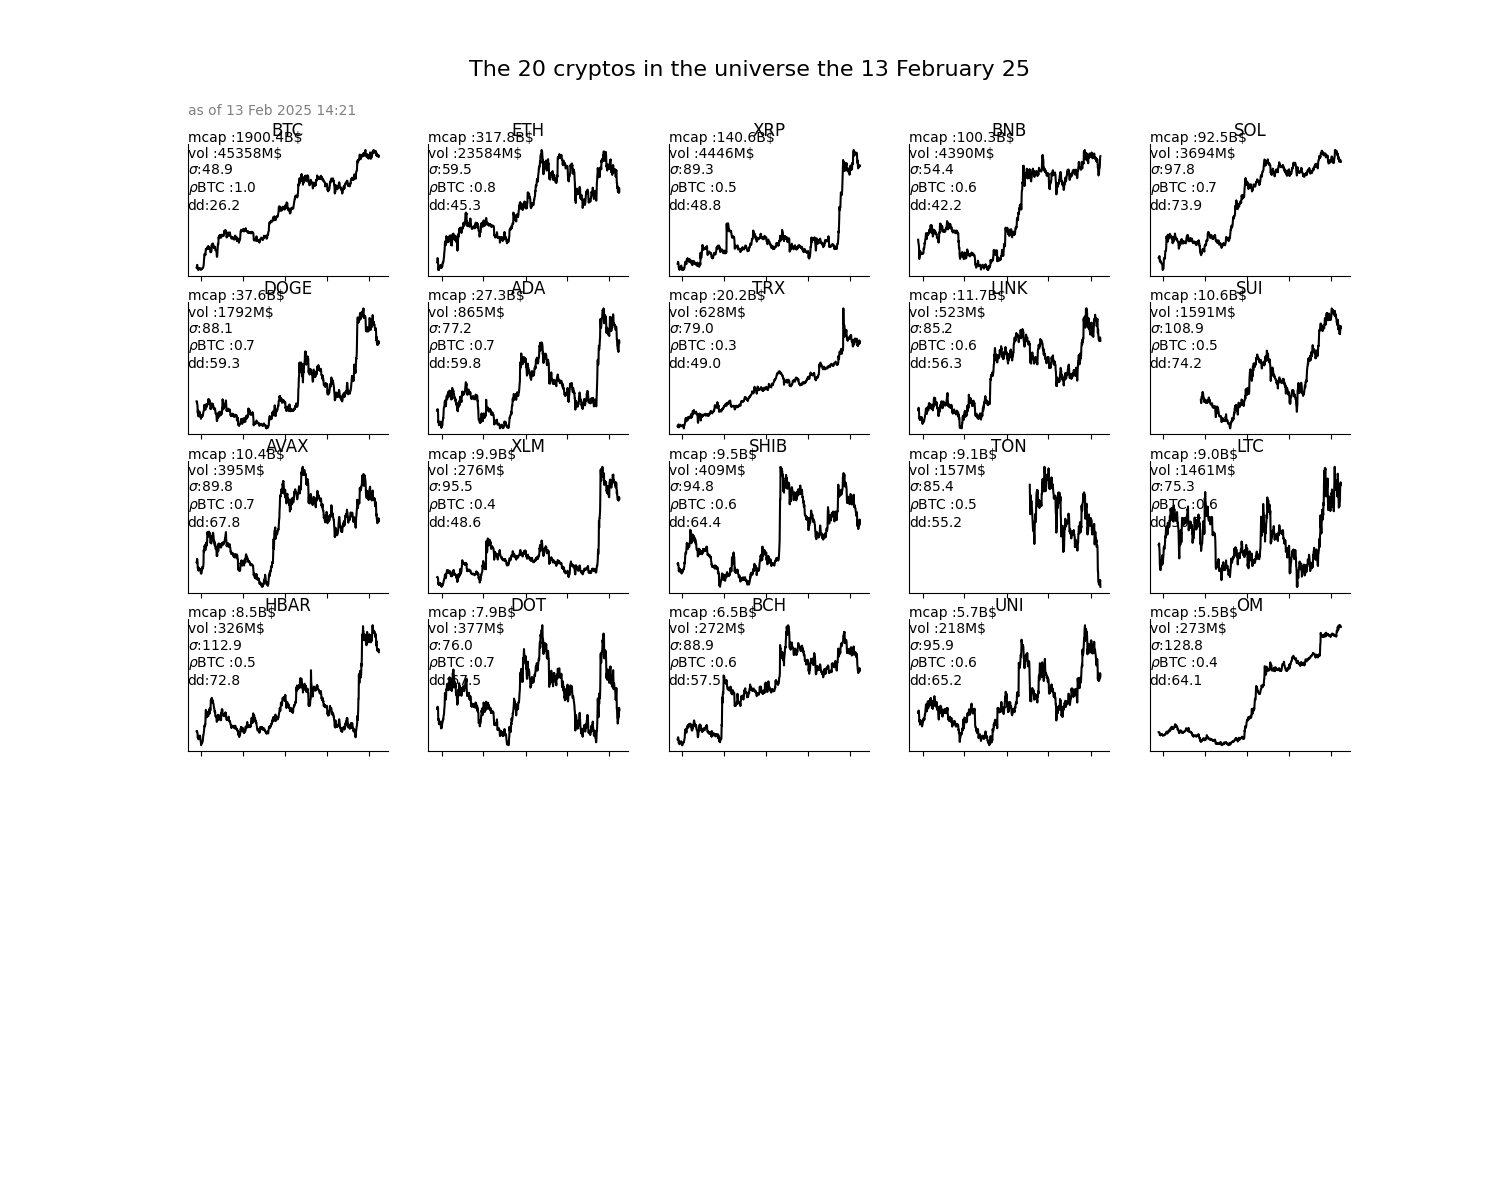 The 20 cryptos in the universe the 13 February 25
as of 13 Feb 2025 14:21
BTC
mcap :1900.4B$
vol :45358M$
σ:48.9
ρBTC :1.0
dd:26.2
ETH
mcap :317.8B$
vol :23584M$
σ:59.5
ρBTC :0.8
dd:45.3
XRP
mcap :140.6B$
vol :4446M$
σ:89.3
ρBTC :0.5
dd:48.8
BNB
mcap :100.3B$
vol :4390M$
σ:54.4
ρBTC :0.6
dd:42.2
SOL
mcap :92.5B$
vol :3694M$
σ:97.8
ρBTC :0.7
dd:73.9
DOGE
mcap :37.6B$
vol :1792M$
σ:88.1
ρBTC :0.7
dd:59.3
ADA
mcap :27.3B$
vol :865M$
σ:77.2
ρBTC :0.7
dd:59.8
TRX
mcap :20.2B$
vol :628M$
σ:79.0
ρBTC :0.3
dd:49.0
LINK
mcap :11.7B$
vol :523M$
σ:85.2
ρBTC :0.6
dd:56.3
SUI
mcap :10.6B$
vol :1591M$
σ:108.9
ρBTC :0.5
dd:74.2
AVAX
mcap :10.4B$
vol :395M$
σ:89.8
ρBTC :0.7
dd:67.8
XLM
mcap :9.9B$
vol :276M$
σ:95.5
ρBTC :0.4
dd:48.6
SHIB
mcap :9.5B$
vol :409M$
σ:94.8
ρBTC :0.6
dd:64.4
TON
mcap :9.1B$
vol :157M$
σ:85.4
ρBTC :0.5
dd:55.2
LTC
mcap :9.0B$
vol :1461M$
σ:75.3
ρBTC :0.6
HBAR
mcap :8.5B$
vol :326M$
σ:112.9
ρBTC :0.5
dd:72.8
DOT
mcap :7.9B$
vol :377M$
σ:76.0
ρBTC :0.7
dd:67.5
BCH
mcap :6.5B$
vol :272M$
σ:88.9
ρBTC :0.6
dd:57.5
UNI
mcap :5.7B$
vol :218M$
σ:95.9
ρBTC :0.6
dd:65.2
OM
mcap :5.5B$
vol :273M$
σ:128.8
ρBTC :0.4
dd:64.1